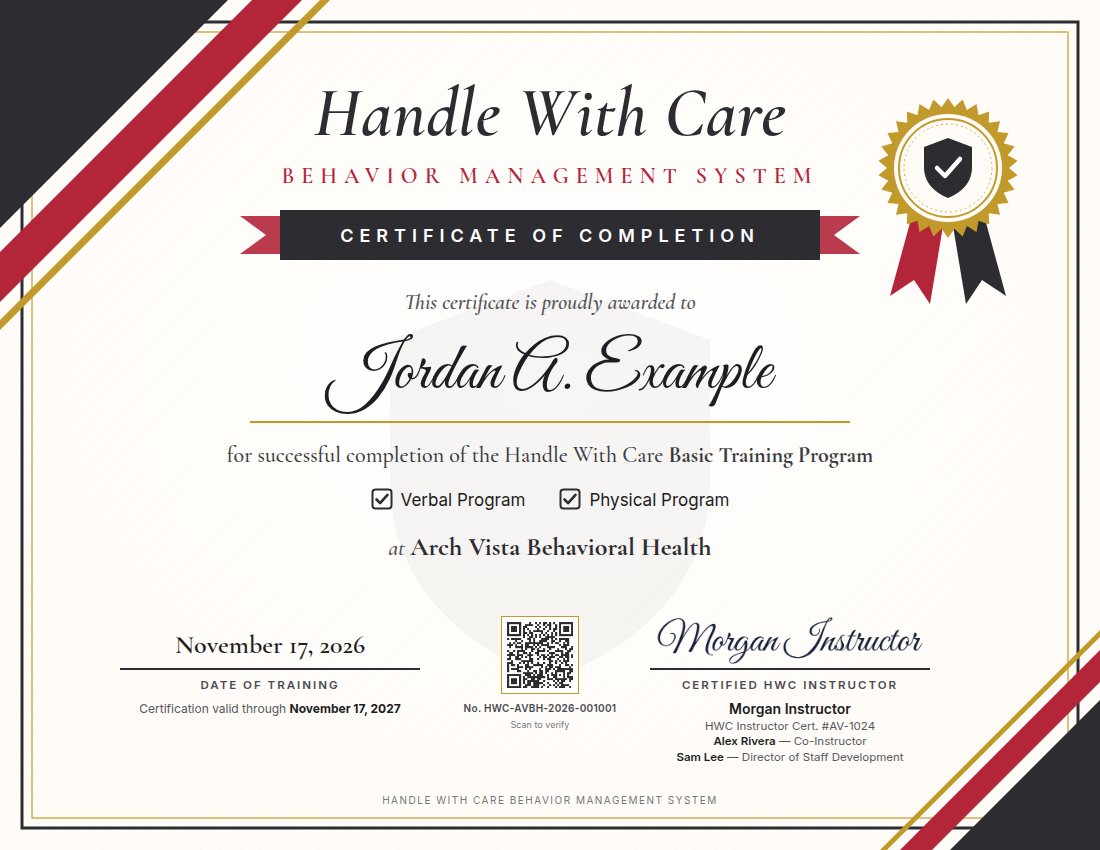 Handle With Care
BEHAVIOR MANAGEMENT SYSTEM
CERTIFICATE OF COMPLETION
This certificate is proudly awarded to
Jordan A. Example
for successful completion of the Handle With Care Basic Training Program
Verbal Program
Physical Program
at Arch Vista Behavioral Health
November 17, 2026
DATE OF TRAINING
Certification valid through November 17, 2027
No. HWC-AVBH-2026-001001
Scan to verify
Morgan Instructor
CERTIFIED HWC INSTRUCTOR
Morgan Instructor
HWC Instructor Cert. #AV-1024
Alex Rivera — Co-Instructor
Sam Lee — Director of Staff Development
HANDLE WITH CARE BEHAVIOR MANAGEMENT SYSTEM